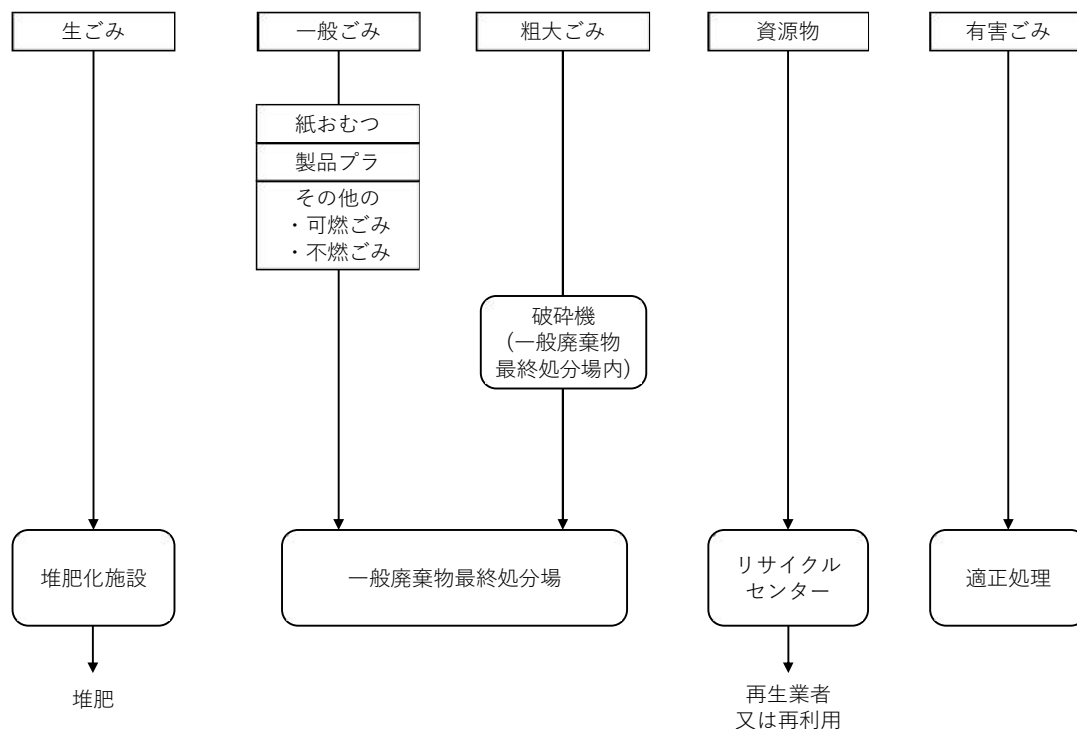 生ごみ
一般ごみ
粗大ごみ
資源物
有害ごみ
紙おむつ
製品プラ
その他の
・可燃ごみ
・不燃ごみ
破砕機
(一般廃棄物
最終処分場内)
堆肥化施設
一般廃棄物最終処分場
リサイクル
センター
適正処理
堆肥
再生業者
又は再利用